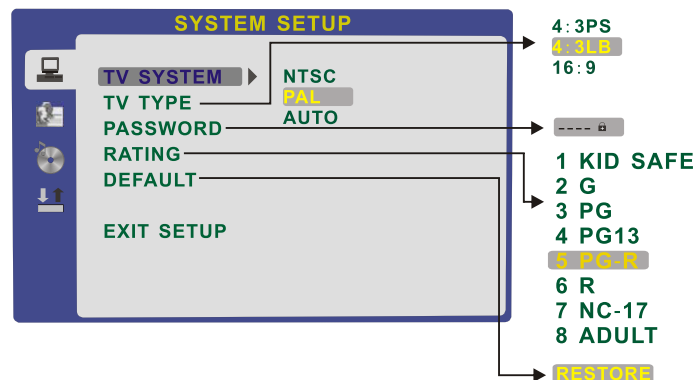 SYSTEM SETUP
TV SYSTEM
TV TYPE
PASSWORD
RATING
DEFAULT
EXIT SETUP
NTSC
PAL
AUTO
4:3PS
4:3LB
16:9
----
1 KID SAFE
2 G
3 PG
4 PG13
5 PG-R
6 R
7 NC-17
8 ADULT
RESTORE